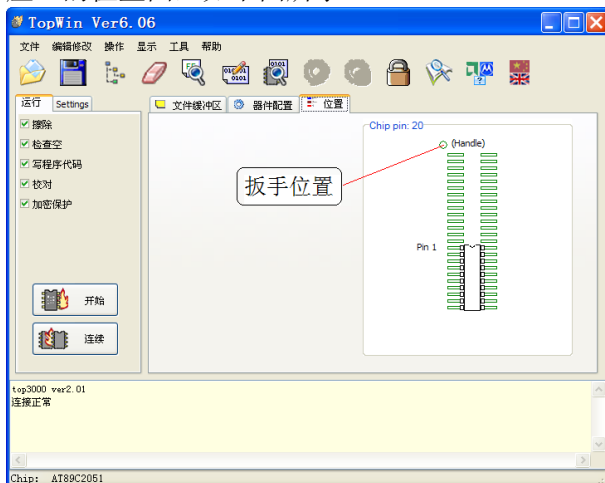 TopWin Ver6.06
文件 编辑修改 操作 显示 工具 帮助
运行 Settings
文件缓冲区 器件配置 位置
擦除
检查空
写程序代码
校对
加密保护
开始
连续
Chip pin: 20
(Handle)
扳手位置
Pin 1
top3000 ver2.01
连接正常
Chip: AT89C2051